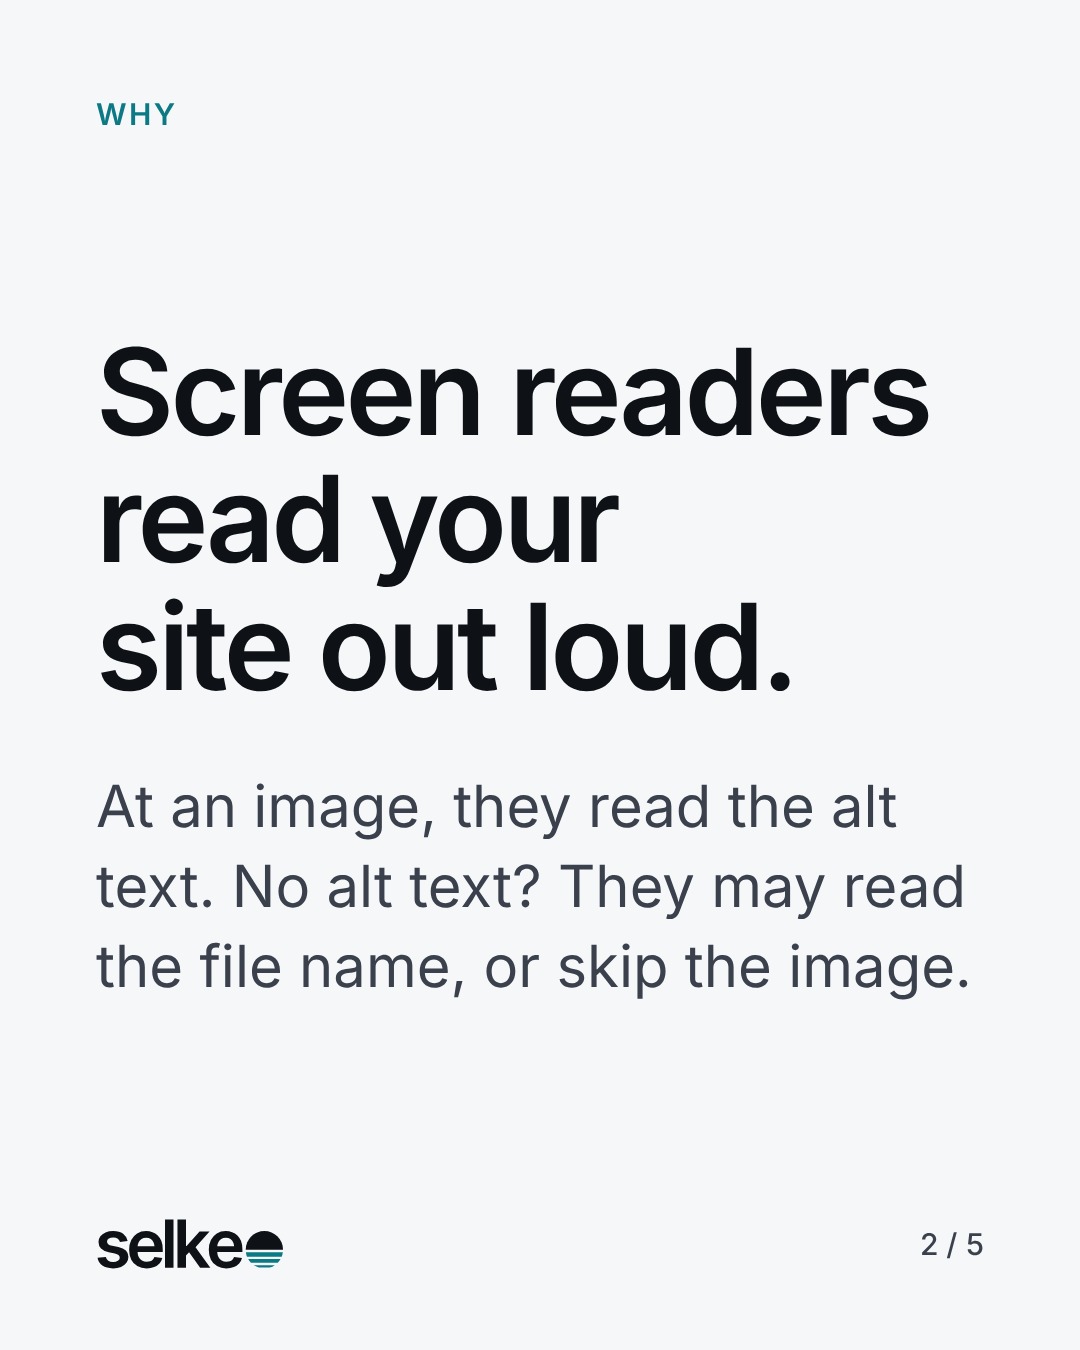 WHY
Screen readers
read your
site out loud.
At an image, they read the alt
text. No alt text? They may read
the file name, or skip the image.
selkeo
2 / 5